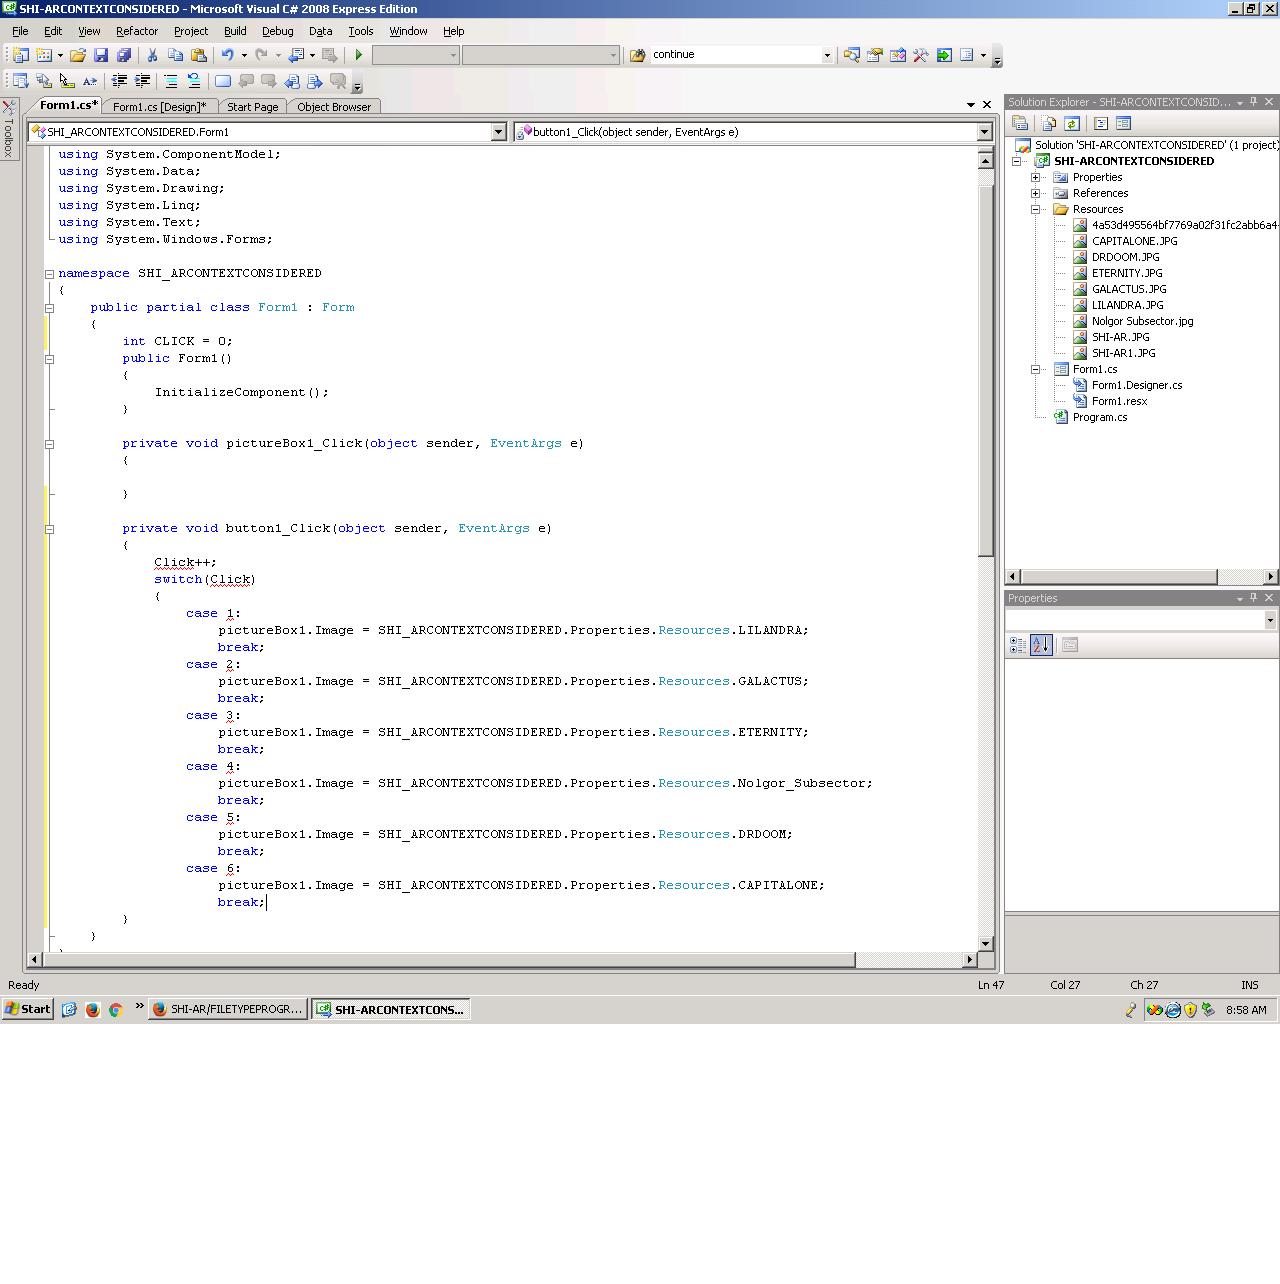 SHI-ARCONTEXTCONSIDERED - Microsoft Visual C# 2008 Express Edition
File Edit View Refactor Project Build Debug Data Tools Window Help
continue
Form1.cs* Form1.cs [Design]* Start Page Object Browser
Toolbox
SHI_ARCONTEXTCONSIDERED.Form1 button1_Click(object sender, EventArgs e)
using System.ComponentModel;
using System.Data;
using System.Drawing;
using System.Linq;
using System.Text;
using System.Windows.Forms;
namespace SHI_ARCONTEXTCONSIDERED
{
public partial class Form1 : Form
{
int CLICK = 0;
public Form1()
{
InitializeComponent();
}
private void pictureBox1_Click(object sender, EventArgs e)
{
}
private void button1_Click(object sender, EventArgs e)
{
Click++;
switch(Click)
{
case 1:
pictureBox1.Image = SHI_ARCONTEXTCONSIDERED.Properties.Resources.LILANDRA;
break;
case 2:
pictureBox1.Image = SHI_ARCONTEXTCONSIDERED.Properties.Resources.GALACTUS;
break;
case 3:
pictureBox1.Image = SHI_ARCONTEXTCONSIDERED.Properties.Resources.ETERNITY;
break;
case 4:
pictureBox1.Image = SHI_ARCONTEXTCONSIDERED.Properties.Resources.Nolgor_Subsector;
break;
case 5:
pictureBox1.Image = SHI_ARCONTEXTCONSIDERED.Properties.Resources.DRDOOM;
break;
case 6:
pictureBox1.Image = SHI_ARCONTEXTCONSIDERED.Properties.Resources.CAPITALONE;
break;
}
}
Solution Explorer - SHI-ARCONTEXTCONSID...
Solution 'SHI-ARCONTEXTCONSIDERED' (1 project)
SHI-ARCONTEXTCONSIDERED
Properties
References
Resources
4a53d495564bf7769a02f31fc2abb6a4
CAPITALONE.JPG
DRDOOM.JPG
ETERNITY.JPG
GALACTUS.JPG
LILANDRA.JPG
Nolgor Subsector.jpg
SHI-AR.JPG
SHI-AR1.JPG
Form1.cs
Form1.Designer.cs
Form1.resx
Program.cs
Properties
Ready Ln 47 Col 27 Ch 27 INS
Start SHI-AR/FILETYPEPROGR... SHI-ARCONTEXTCONS... 8:58 AM